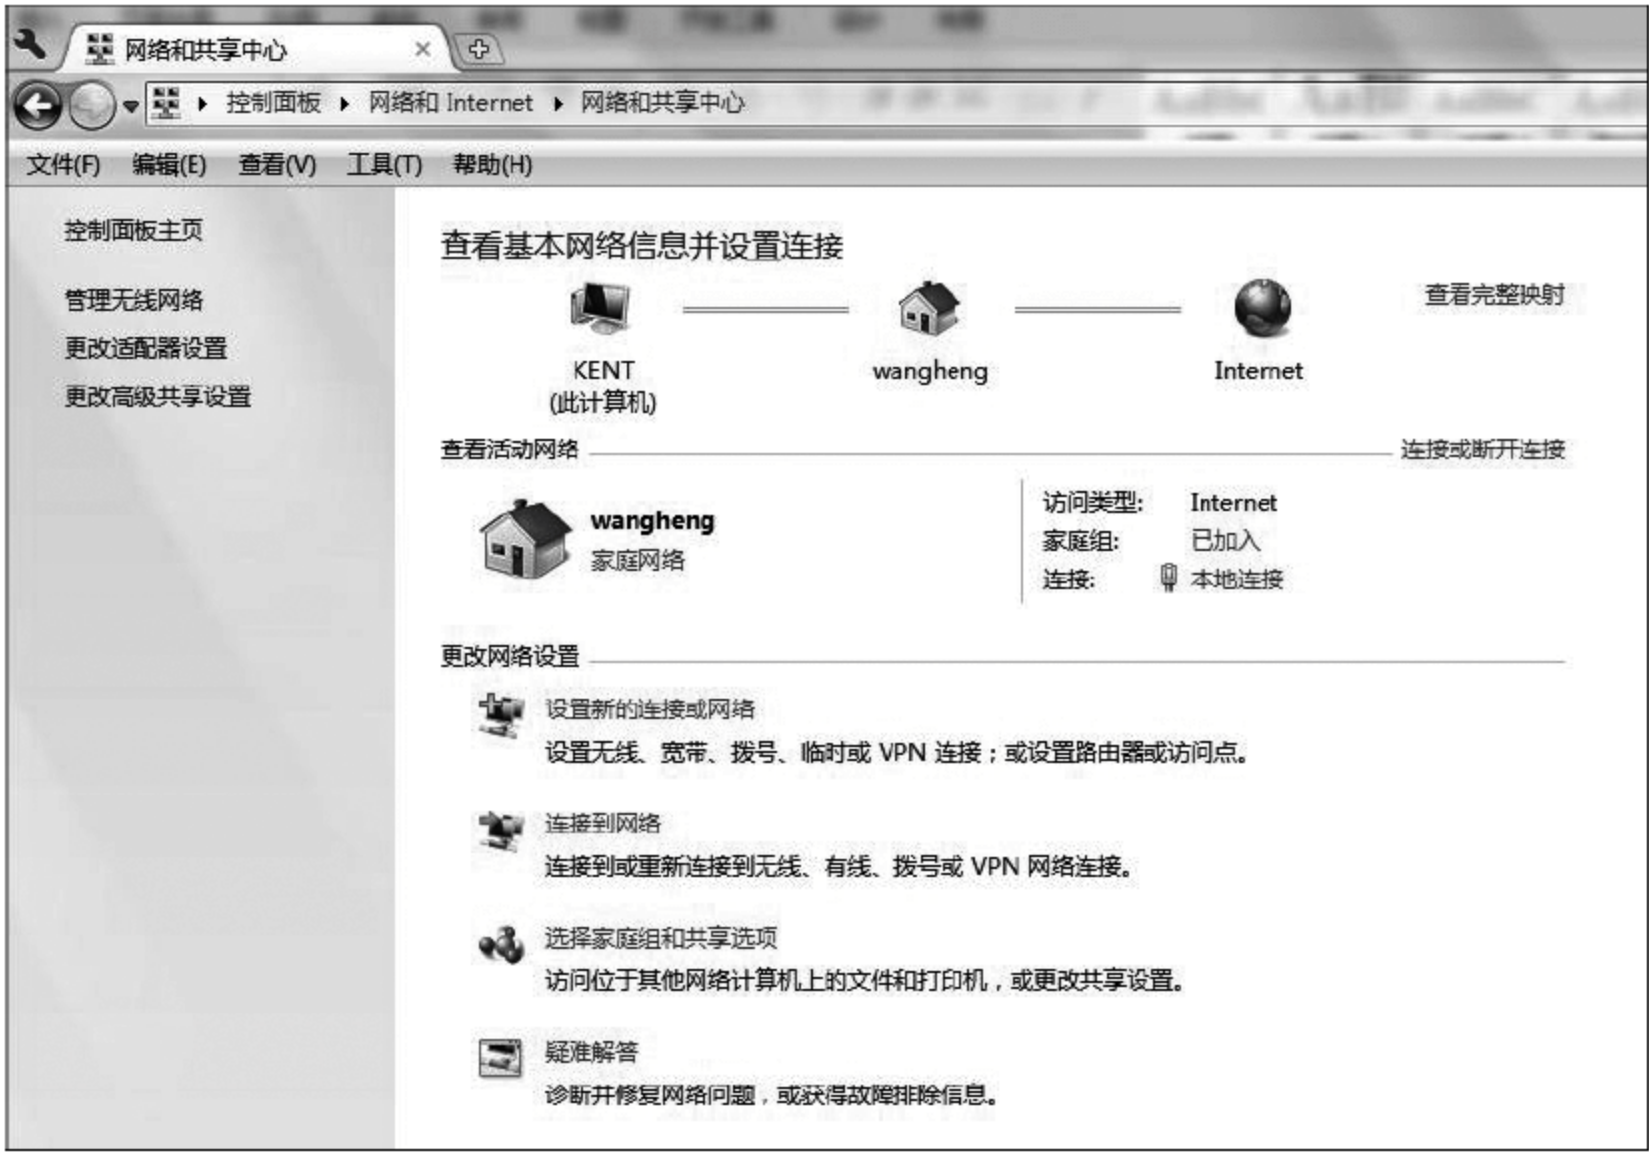 网络和共享中心
控制面板 网络和 Internet 网络和共享中心
文件(F) 编辑(E) 查看(V) 工具(T) 帮助(H)
控制面板主页
管理无线网络
更改适配器设置
更改高级共享设置
查看基本网络信息并设置连接
查看完整映射
KENT wangheng Internet
(此计算机)
查看活动网络 连接或断开连接
wangheng
家庭网络
访问类型: Internet
家庭组: 已加入
连接: 本地连接
更改网络设置
设置新的连接或网络
设置无线、宽带、拨号、临时或 VPN 连接；或设置路由器或访问点。
连接到网络
连接到或重新连接到无线、有线、拨号或 VPN 网络连接。
选择家庭组和共享选项
访问位于其他网络计算机上的文件和打印机，或更改共享设置。
疑难解答
诊断并修复网络问题，或获得故障排除信息。